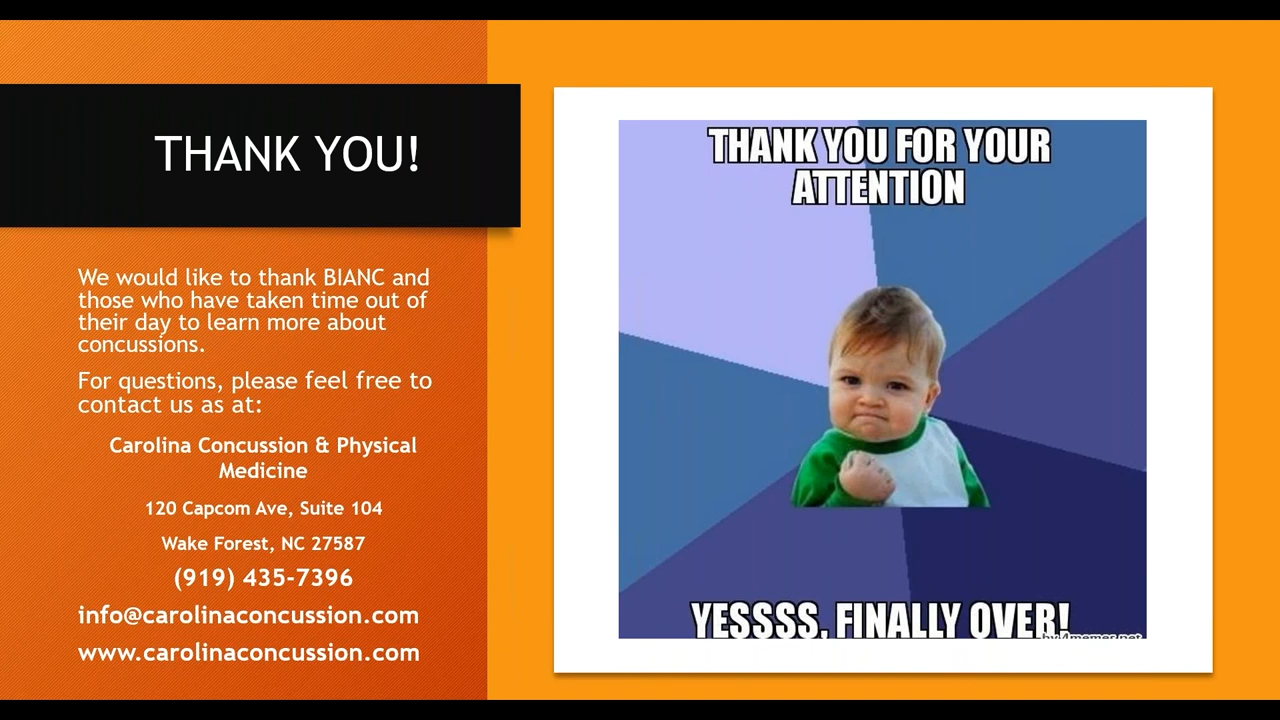 THANK YOU!
We would like to thank BIANC and
those who have taken time out of
their day to learn more about
concussions.
For questions, please feel free to
contact us as at:
Carolina Concussion & Physical
Medicine
120 Capcom Ave, Suite 104
Wake Forest, NC 27587
(919) 435-7396
info@carolinaconcussion.com
www.carolinaconcussion.com
THANK YOU FOR YOUR
ATTENTION
YESSSS, FINALLY OVER!
by 4memes.net